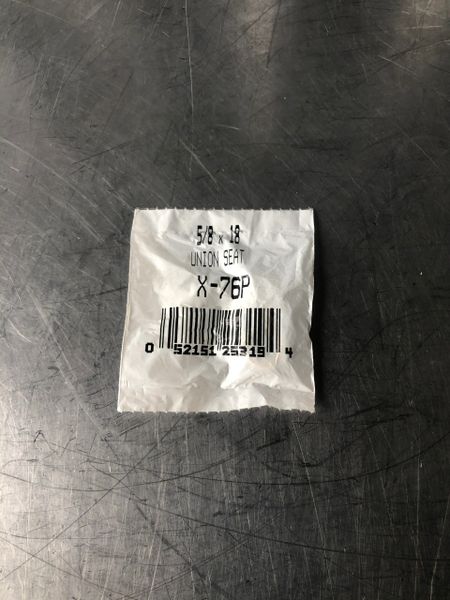 5/8 x 18
UNION SEAT
X-76P
0 52151 25319 4